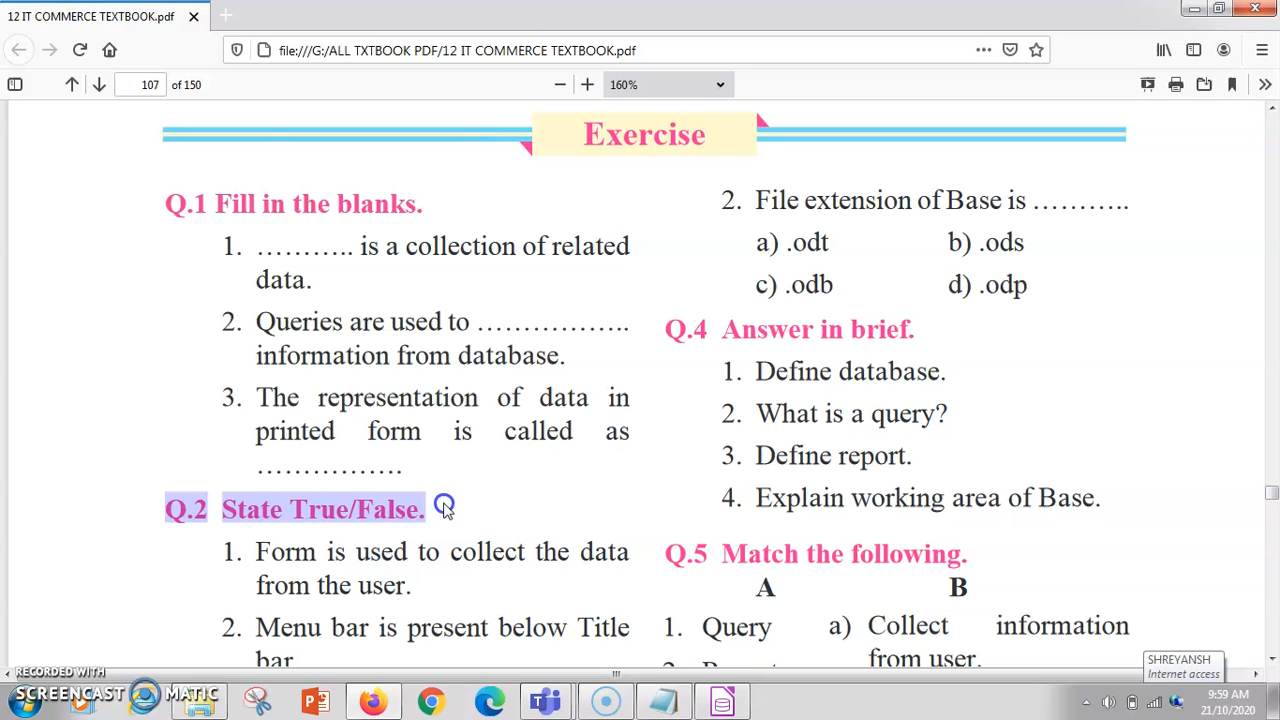 12 IT COMMERCE TEXTBOOK.pdf
file:///G:/ALL TXTBOOK PDF/12 IT COMMERCE TEXTBOOK.pdf
107 of 150
160%
Exercise
Q.1 Fill in the blanks.
1. ……….. is a collection of related
data.
2. Queries are used to ……………..
information from database.
3. The representation of data in
printed form is called as
…………….
Q.2 State True/False.
1. Form is used to collect the data
from the user.
2. Menu bar is present below Title
bar
2. File extension of Base is ………..
a) .odt b) .ods
c) .odb d) .odp
Q.4 Answer in brief.
1. Define database.
2. What is a query?
3. Define report.
4. Explain working area of Base.
Q.5 Match the following.
A B
1. Query a) Collect information
from user.
RECORDED WITH
SCREENCAST MATIC
SHREYANSH
Internet access
9:59 AM
21/10/2020